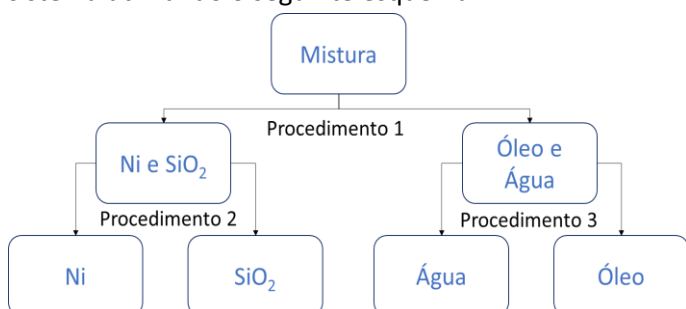 Mistura
Procedimento 1
Ni e SiO₂
Óleo e
Água
Procedimento 2
Procedimento 3
Ni
SiO₂
Água
Óleo